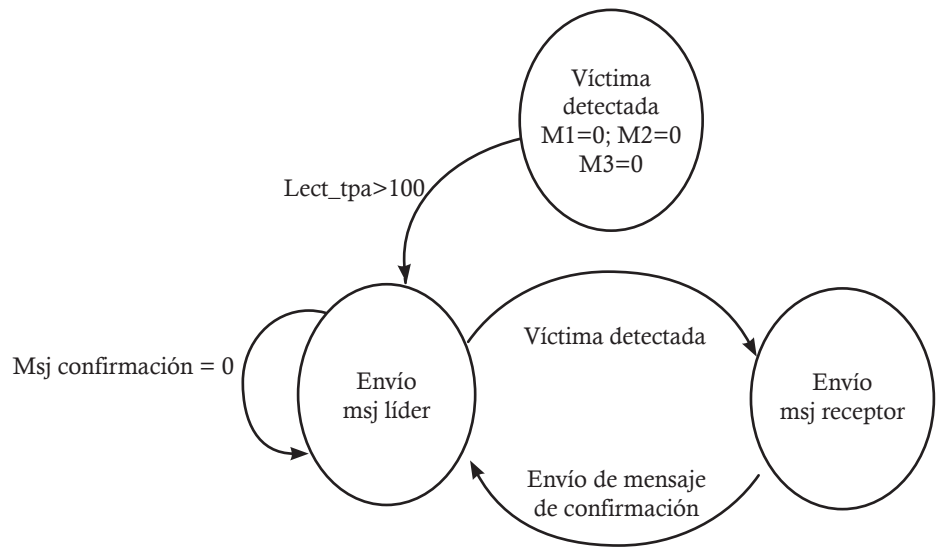 Víctima
detectada
M1=0; M2=0
M3=0
Lect_tpa>100
Msj confirmación = 0
Envío
msj líder
Víctima detectada
Envío
msj receptor
Envío de mensaje
de confirmación